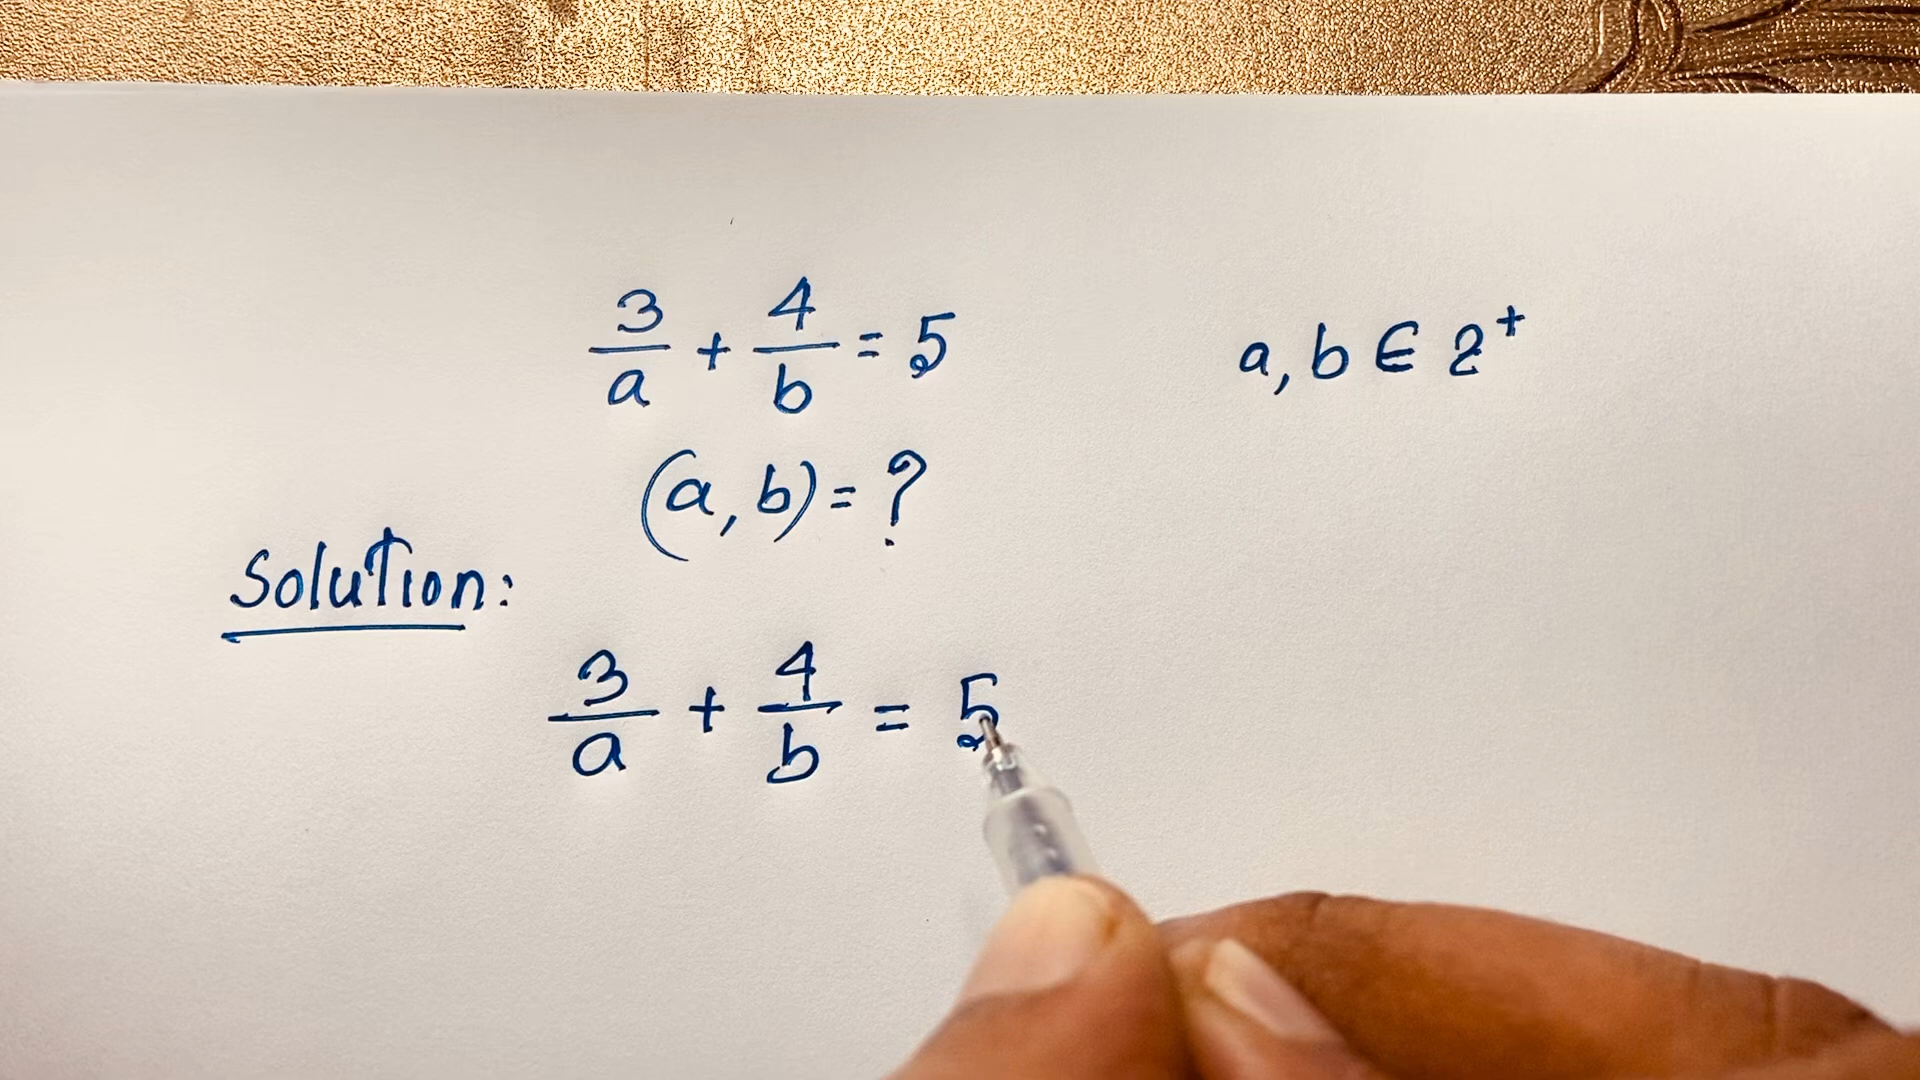 3/a + 4/b = 5    a, b ∈ Z⁺
(a, b) = ?
Solution:
3/a + 4/b = 5